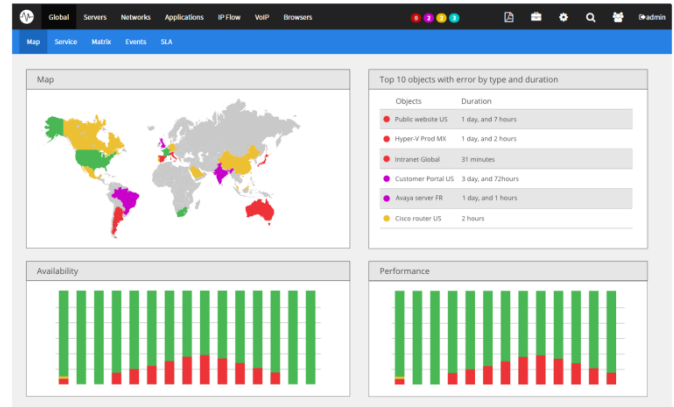 Global Servers Networks Applications IP Flow VoIP Browsers 8 2 2 3 admin
Map Service Matrix Events SLA
Map
Top 10 objects with error by type and duration
Objects Duration
Public website US 1 day, and 7 hours
Hyper-V Prod MX 1 day, and 2 hours
Intranet Global 31 minutes
Customer Portal US 3 day, and 72hours
Avaya server FR 1 day, and 1 hours
Cisco router US 2 hours
Availability
Performance